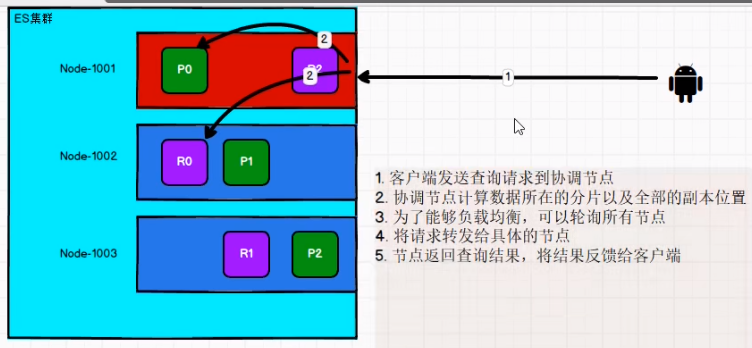 ES集群
Node-1001
P0
2
P2
2
1
Node-1002
R0
P1
Node-1003
R1
P2
1. 客户端发送查询请求到协调节点
2. 协调节点计算数据所在的分片以及全部的副本位置
3. 为了能够负载均衡，可以轮询所有节点
4. 将请求转发给具体的节点
5. 节点返回查询结果，将结果反馈给客户端